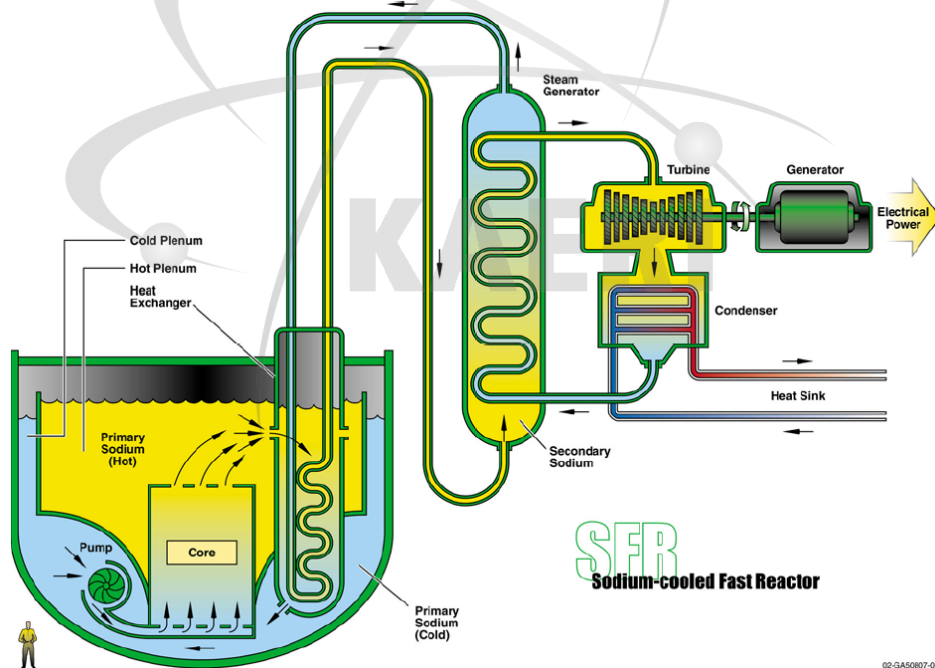 Steam
Generator
Turbine
Generator
Electrical
Power
Cold Plenum
Hot Plenum
Heat
Exchanger
KAERI
Condenser
Heat Sink
Primary
Sodium
(Hot)
Secondary
Sodium
Pump
Core
SFR
Sodium-cooled Fast Reactor
Primary
Sodium
(Cold)
02-GA50807-0